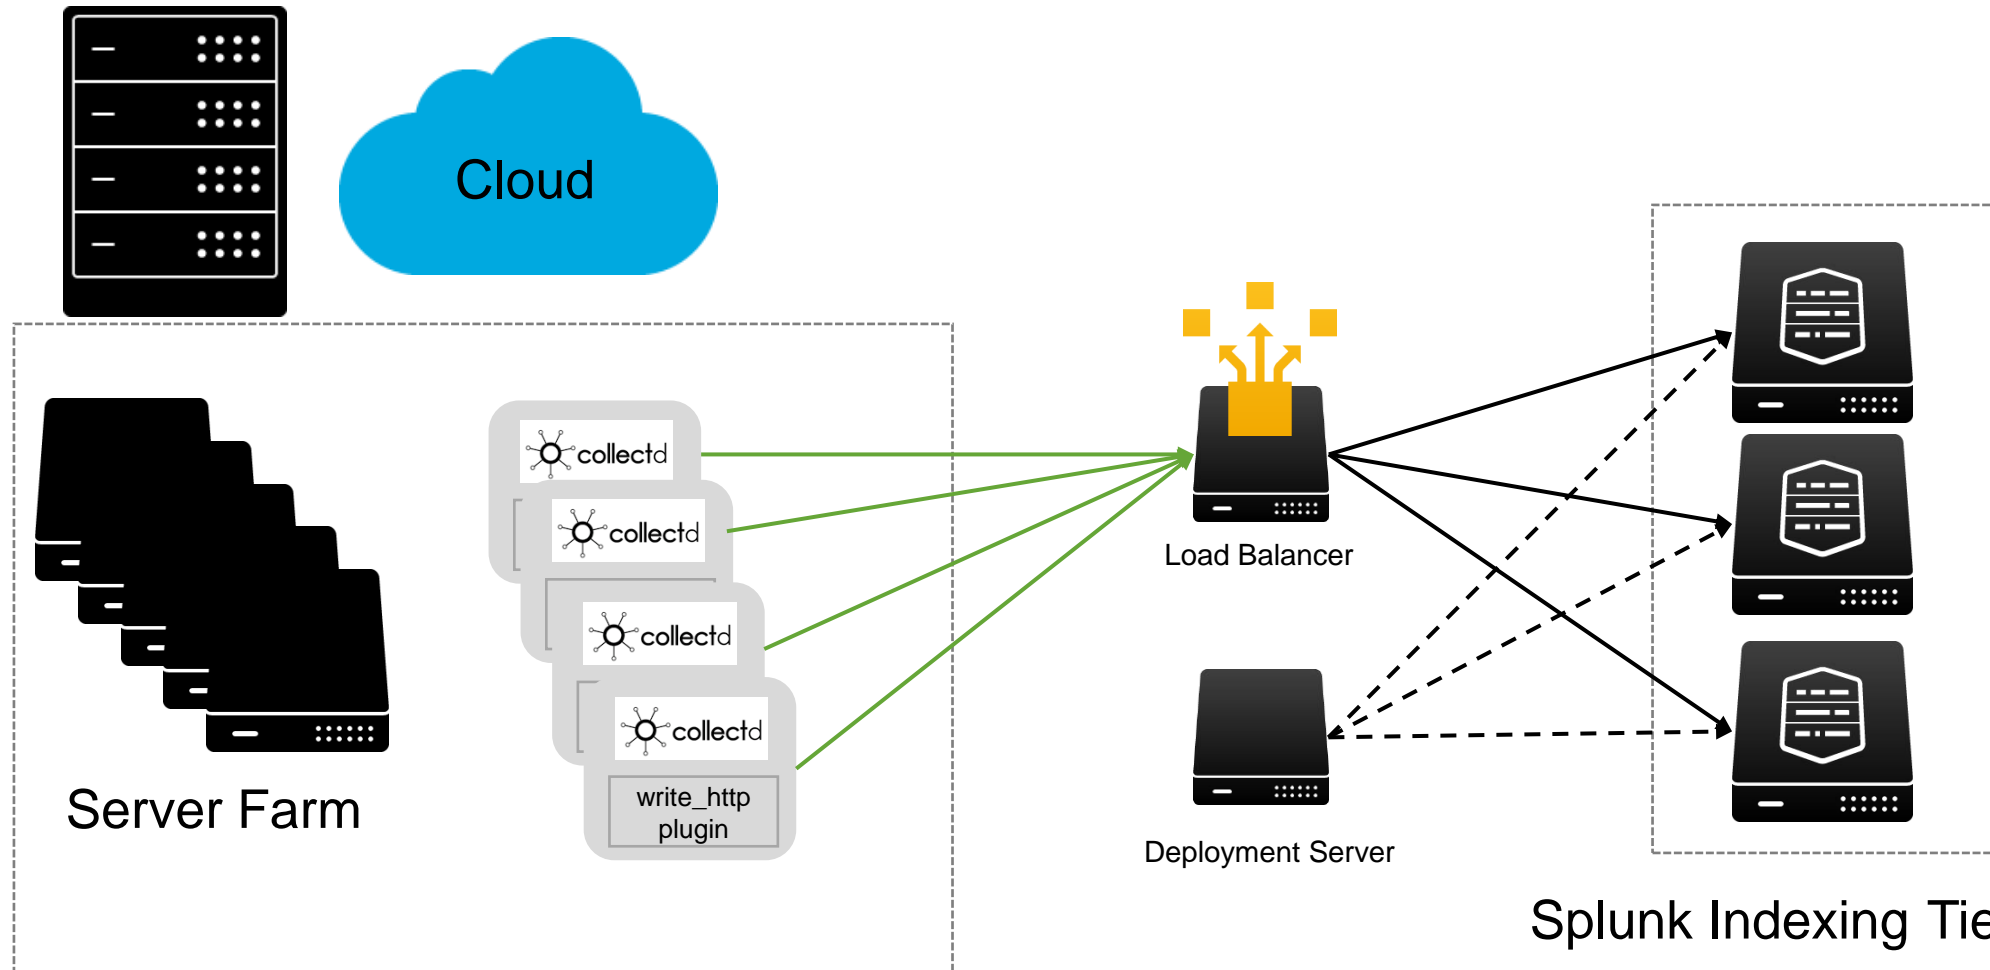 Cloud
collectd
collectd
collectd
collectd
write_http
plugin
Server Farm
Load Balancer
Deployment Server
Splunk Indexing Tie